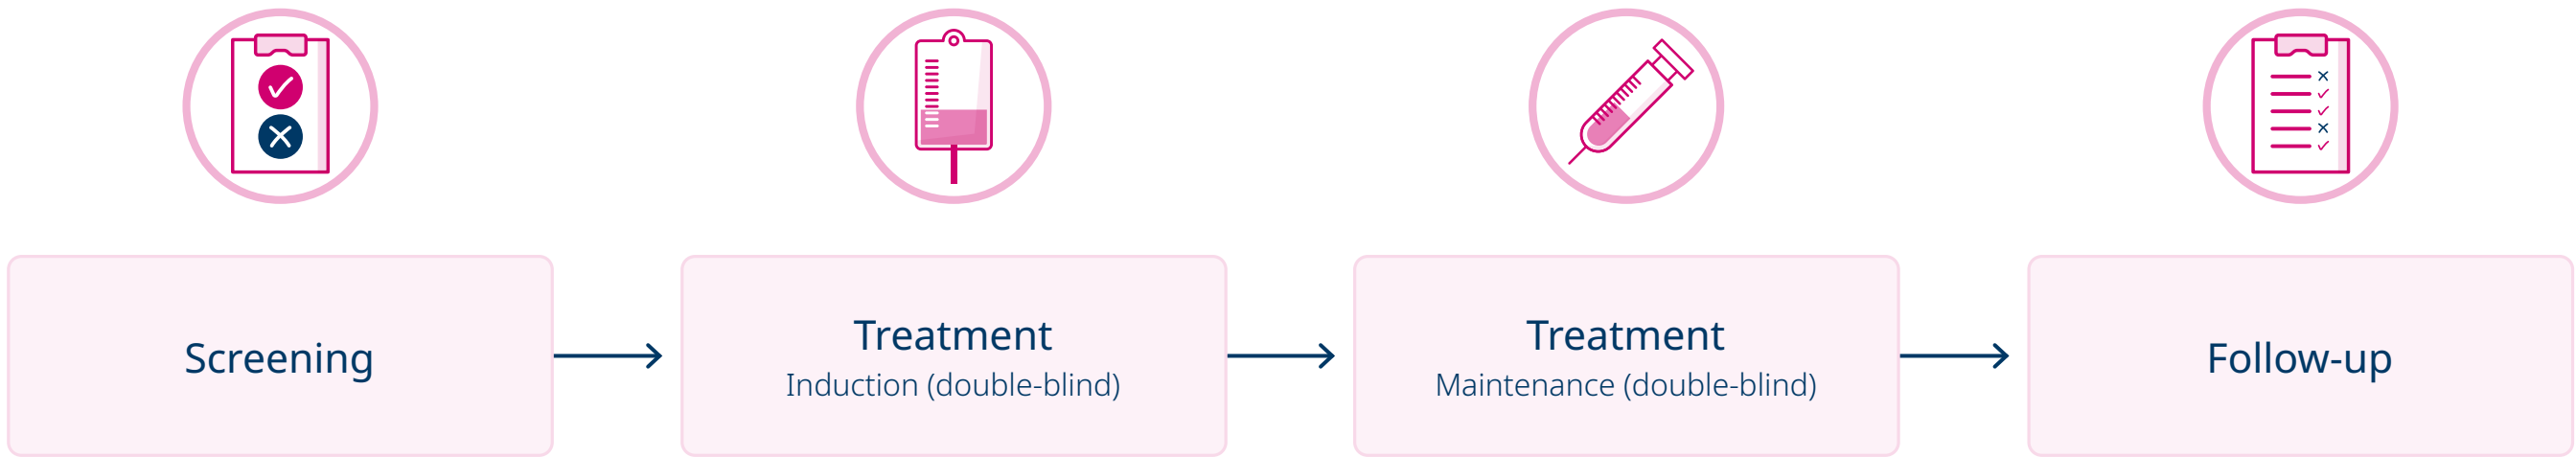 Screening
Treatment
Induction (double-blind)
Treatment
Maintenance (double-blind)
Follow-up